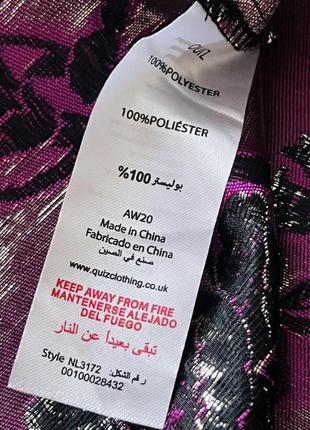 QUIZ
100%POLYESTER
100%POLIÉSTER
%100 بوليستر
AW20
Made in China
Fabricado en China
صنع في الصين
www.quizclothing.co.uk
KEEP AWAY FROM FIRE
MANTENERSE ALEJADO
DEL FUEGO
تبقى بعيداً عن النار
Style NL3172 رقم الشكل:
00100028432